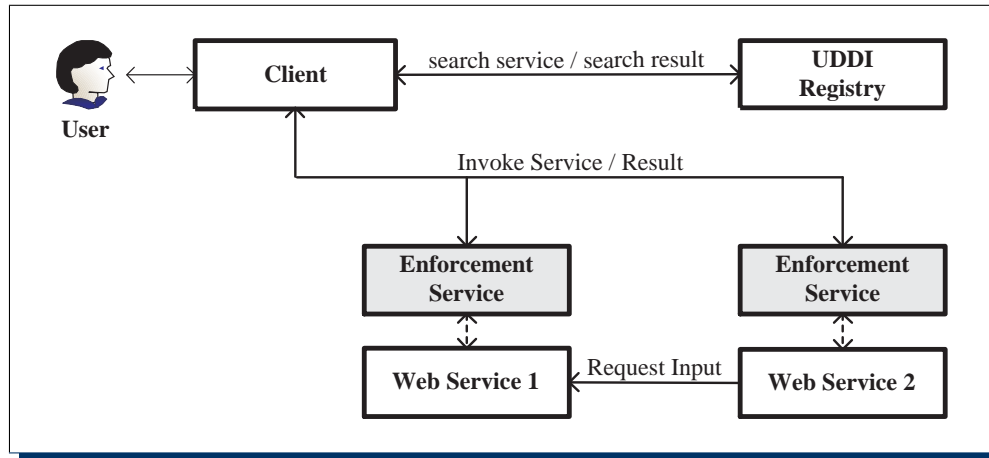 Client
search service / search result
UDDI
Registry
User
Invoke Service / Result
Enforcement
Service
Enforcement
Service
Web Service 1
Request Input
Web Service 2